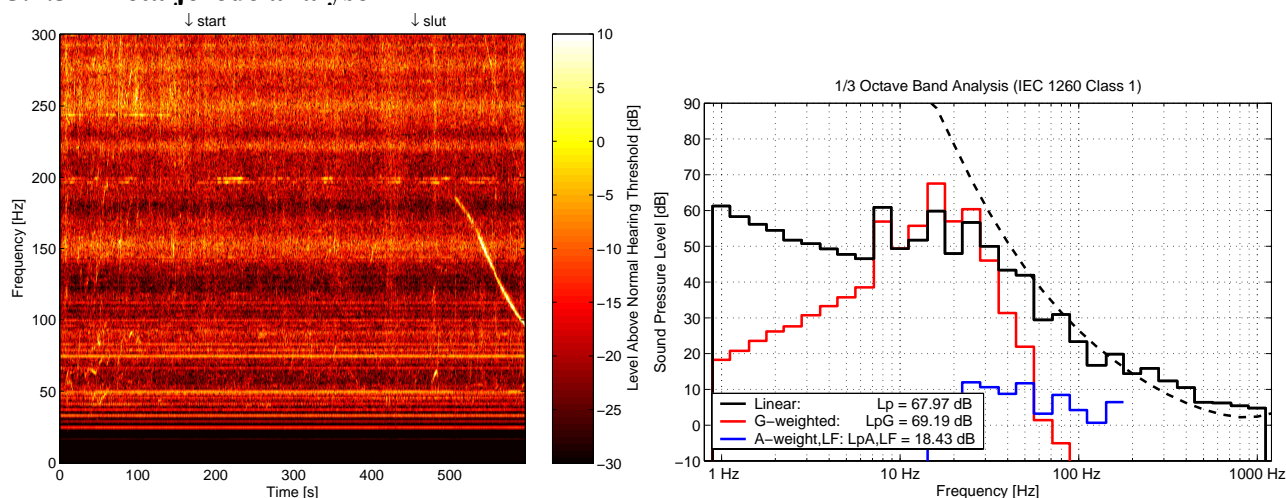 ↓ start
↓ slut
300
250
200
150
100
50
0
Frequency [Hz]
0 100 200 300 400 500
Time [s]
10
5
0
−5
−10
−15
−20
−25
−30
Level Above Normal Hearing Threshold [dB]
1/3 Octave Band Analysis (IEC 1260 Class 1)
90
80
70
60
50
40
30
20
10
0
−10
Sound Pressure Level [dB]
Linear: Lp = 67.97 dB
G−weighted: LpG = 69.19 dB
A−weight,LF: LpA,LF = 18.43 dB
1 Hz 10 Hz 100 Hz 1000 Hz
Frequency [Hz]